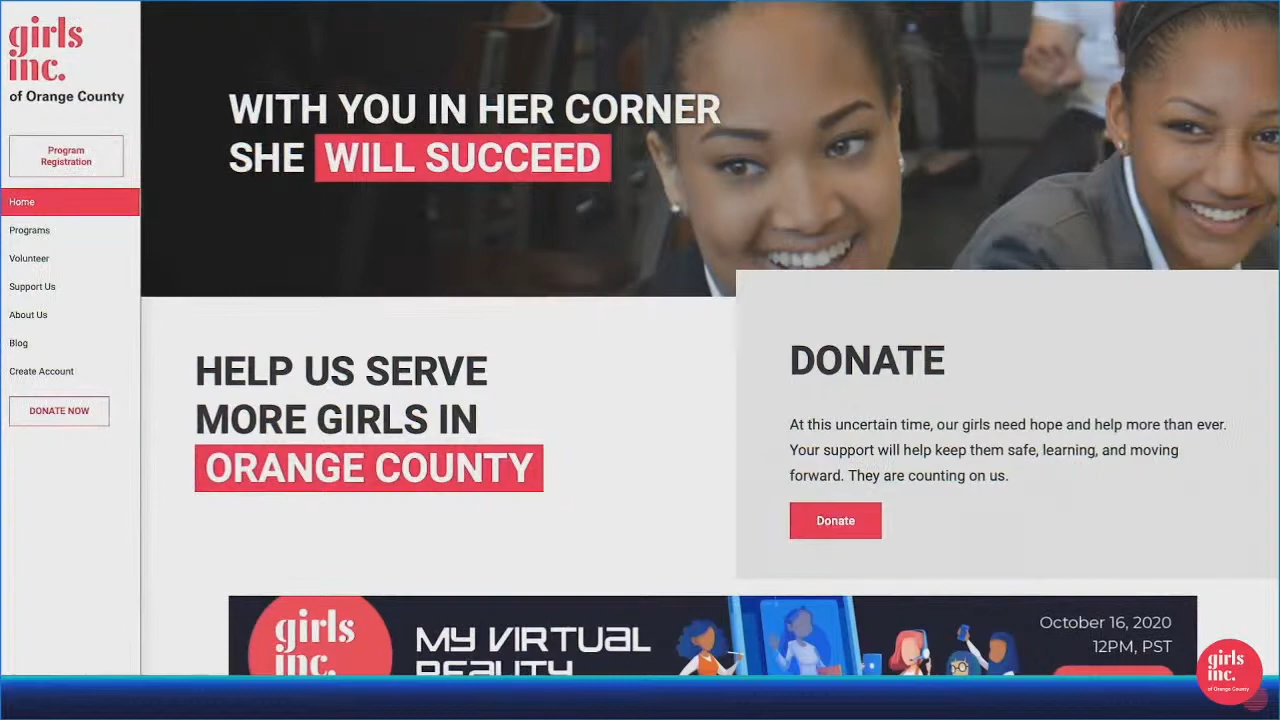 girls
inc.
of Orange County
Program
Registration
Home
Programs
Volunteer
Support Us
About Us
Blog
Create Account
DONATE NOW
WITH YOU IN HER CORNER
SHE WILL SUCCEED
HELP US SERVE
MORE GIRLS IN
ORANGE COUNTY
DONATE
At this uncertain time, our girls need hope and help more than ever.
Your support will help keep them safe, learning, and moving
forward. They are counting on us.
Donate
girls
inc.
MY VIRTUAL
REALITY
October 16, 2020
12PM, PST
girls
inc.
of Orange County